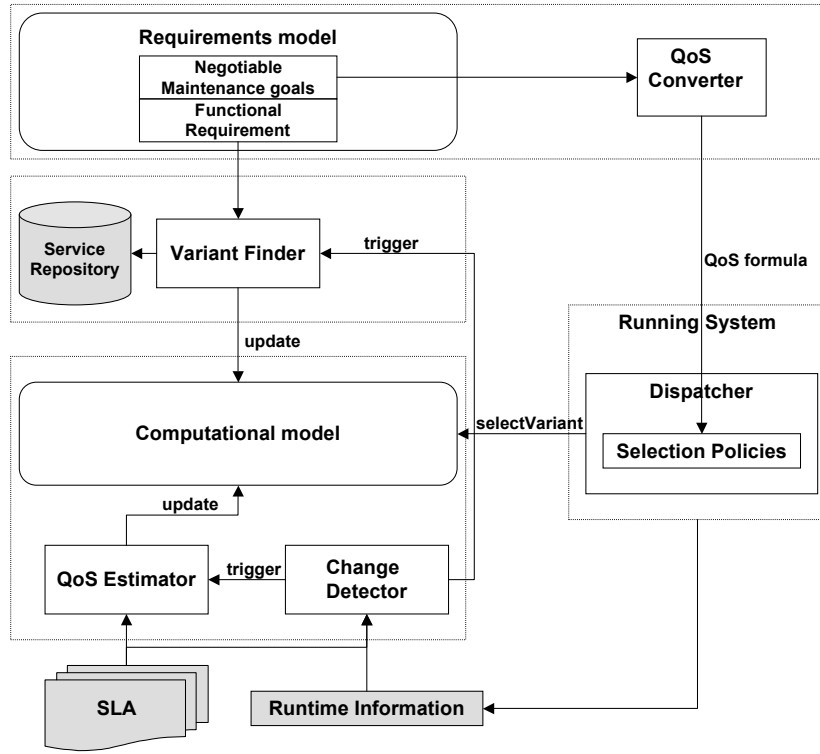 Requirements model
Negotiable
Maintenance goals
Functional
Requirement
QoS
Converter
Service
Repository
Variant Finder
trigger
QoS formula
update
Running System
Computational model
selectVariant
Dispatcher
Selection Policies
update
QoS Estimator
trigger
Change
Detector
SLA
Runtime Information